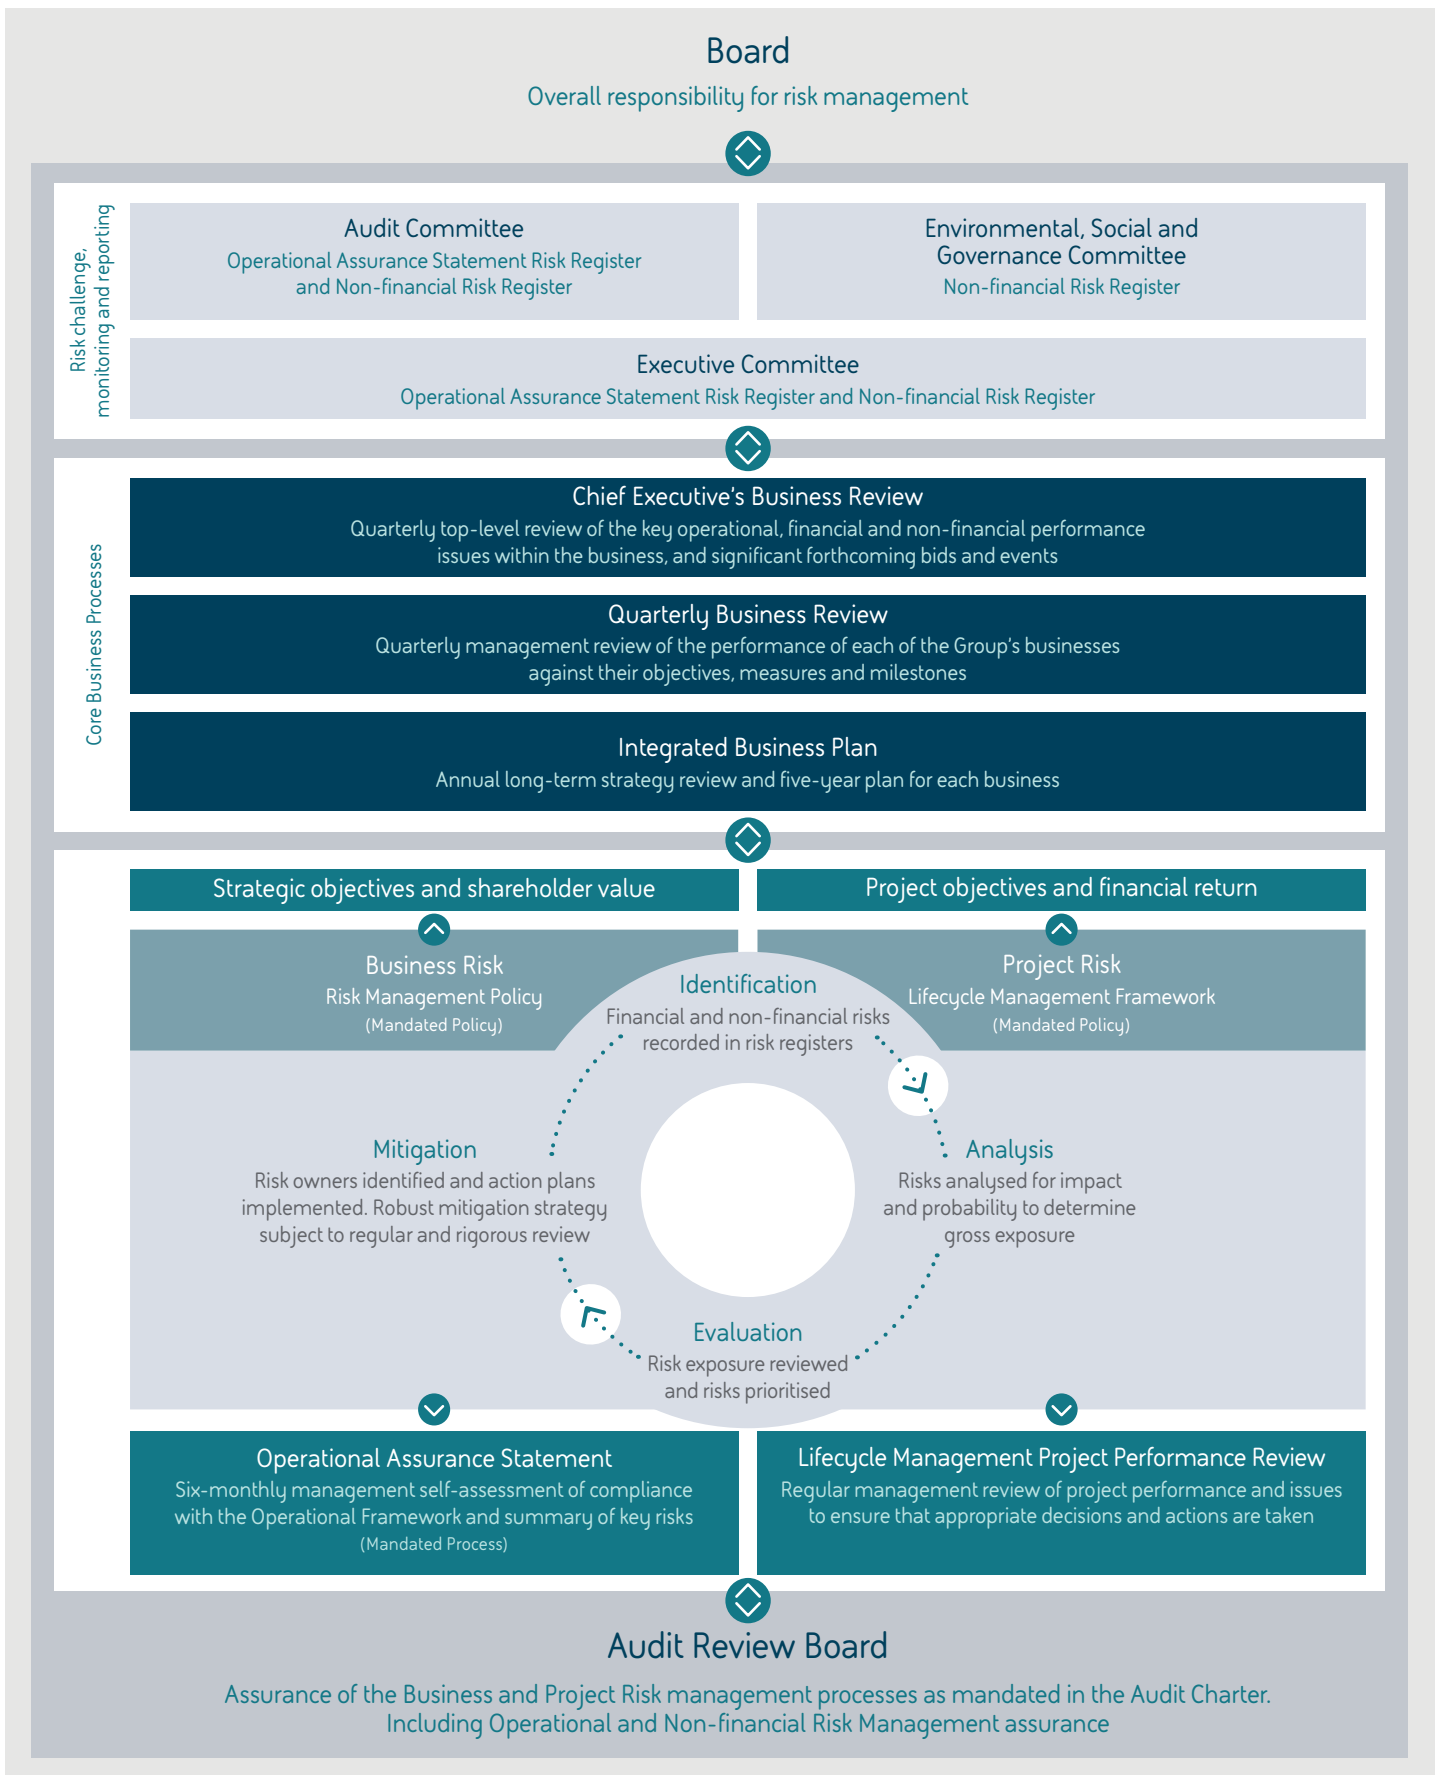 Board
Overall responsibility for risk management
Risk challenge,
monitoring and reporting
Audit Committee
Operational Assurance Statement Risk Register
and Non-financial Risk Register
Environmental, Social and
Governance Committee
Non-financial Risk Register
Executive Committee
Operational Assurance Statement Risk Register and Non-financial Risk Register
Core Business Processes
Chief Executive's Business Review
Quarterly top-level review of the key operational, financial and non-financial performance
issues within the business, and significant forthcoming bids and events
Quarterly Business Review
Quarterly management review of the performance of each of the Group's businesses
against their objectives, measures and milestones
Integrated Business Plan
Annual long-term strategy review and five-year plan for each business
Strategic objectives and shareholder value
Project objectives and financial return
Business Risk
Risk Management Policy
(Mandated Policy)
Project Risk
Lifecycle Management Framework
(Mandated Policy)
Identification
Financial and non-financial risks
recorded in risk registers
Analysis
Risks analysed for impact
and probability to determine
gross exposure
Evaluation
Risk exposure reviewed
and risks prioritised
Mitigation
Risk owners identified and action plans
implemented. Robust mitigation strategy
subject to regular and rigorous review
Operational Assurance Statement
Six-monthly management self-assessment of compliance
with the Operational Framework and summary of key risks
(Mandated Process)
Lifecycle Management Project Performance Review
Regular management review of project performance and issues
to ensure that appropriate decisions and actions are taken
Audit Review Board
Assurance of the Business and Project Risk management processes as mandated in the Audit Charter.
Including Operational and Non-financial Risk Management assurance